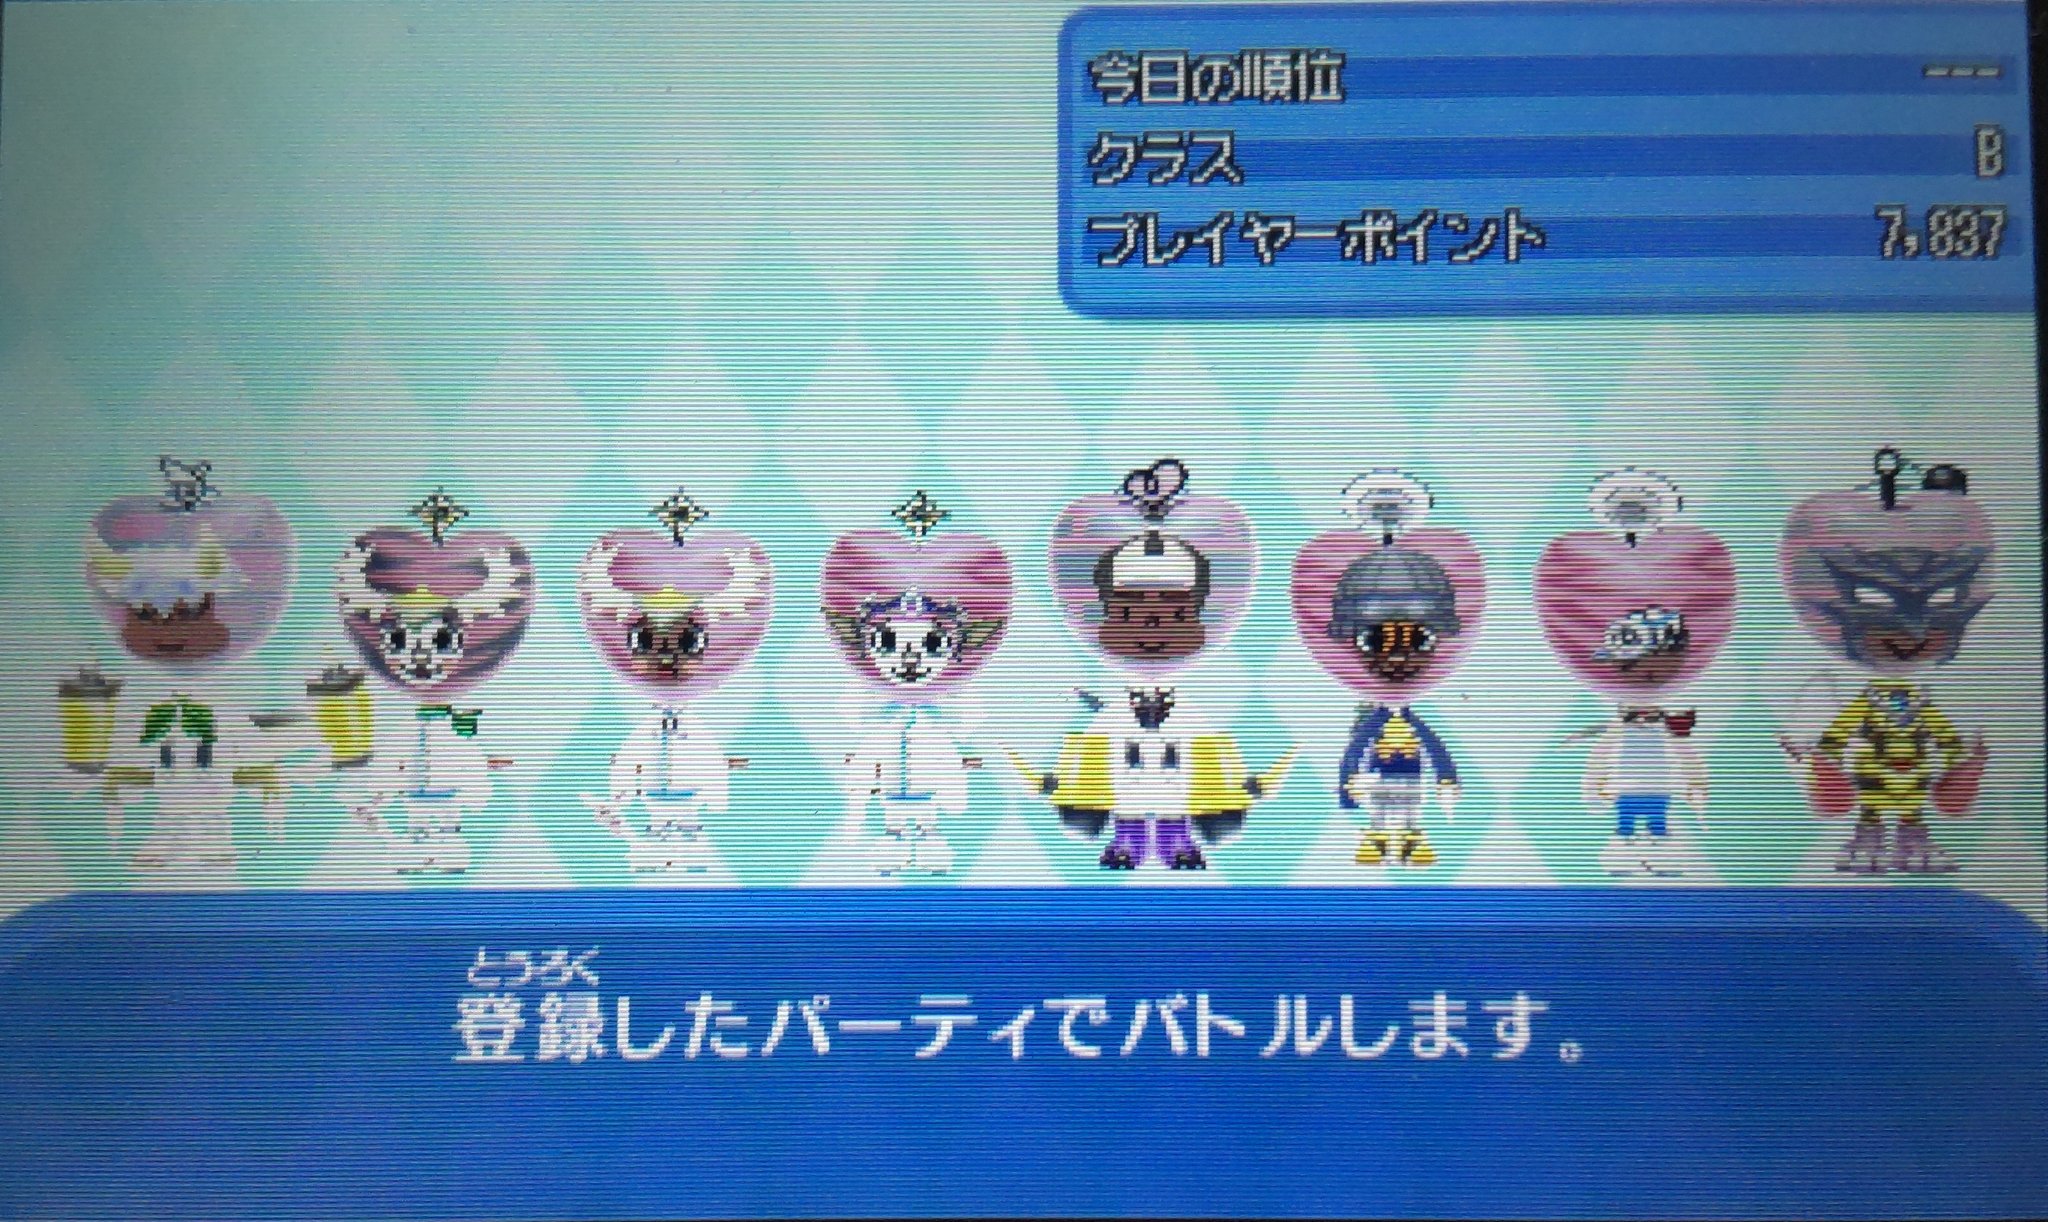 今日の順位 ---
クラス B
プレイヤーポイント 7,837
とうろく
登録したパーティでバトルします。